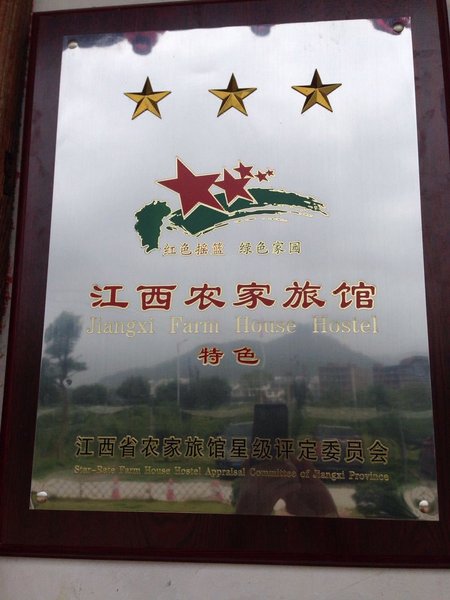 红色摇篮 绿色家园
江西农家旅馆
Jiangxi Farm House Hostel
特色
江西省农家旅馆星级评定委员会
Star-Rate Farm House Hostel Appraisal Committee of Jiangxi Province